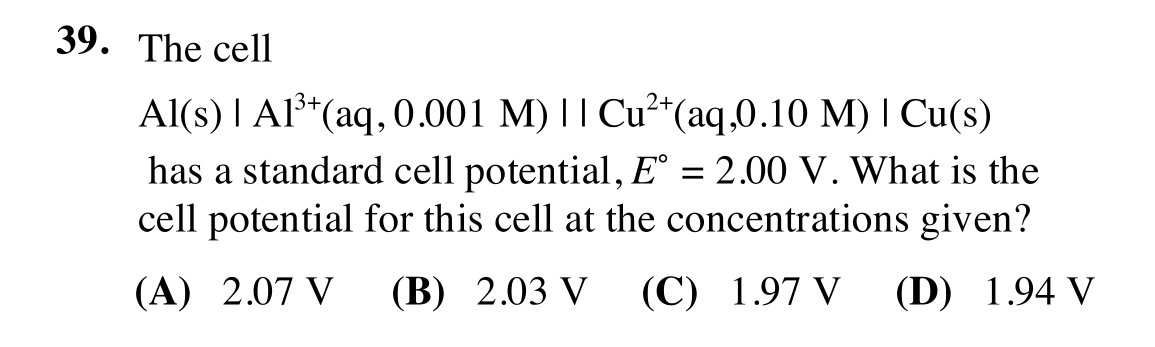 39. The cell
Al(s) | Al³⁺(aq, 0.001 M) | | Cu²⁺(aq,0.10 M) | Cu(s)
has a standard cell potential, E° = 2.00 V. What is the
cell potential for this cell at the concentrations given?
(A) 2.07 V (B) 2.03 V (C) 1.97 V (D) 1.94 V